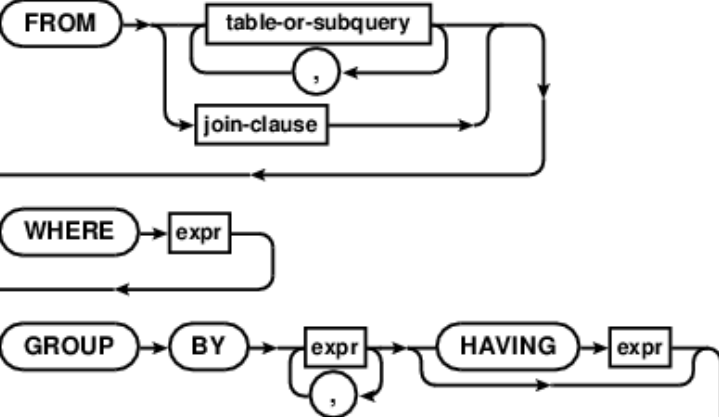 FROM table-or-subquery
,
join-clause
WHERE expr
GROUP BY expr HAVING expr
,